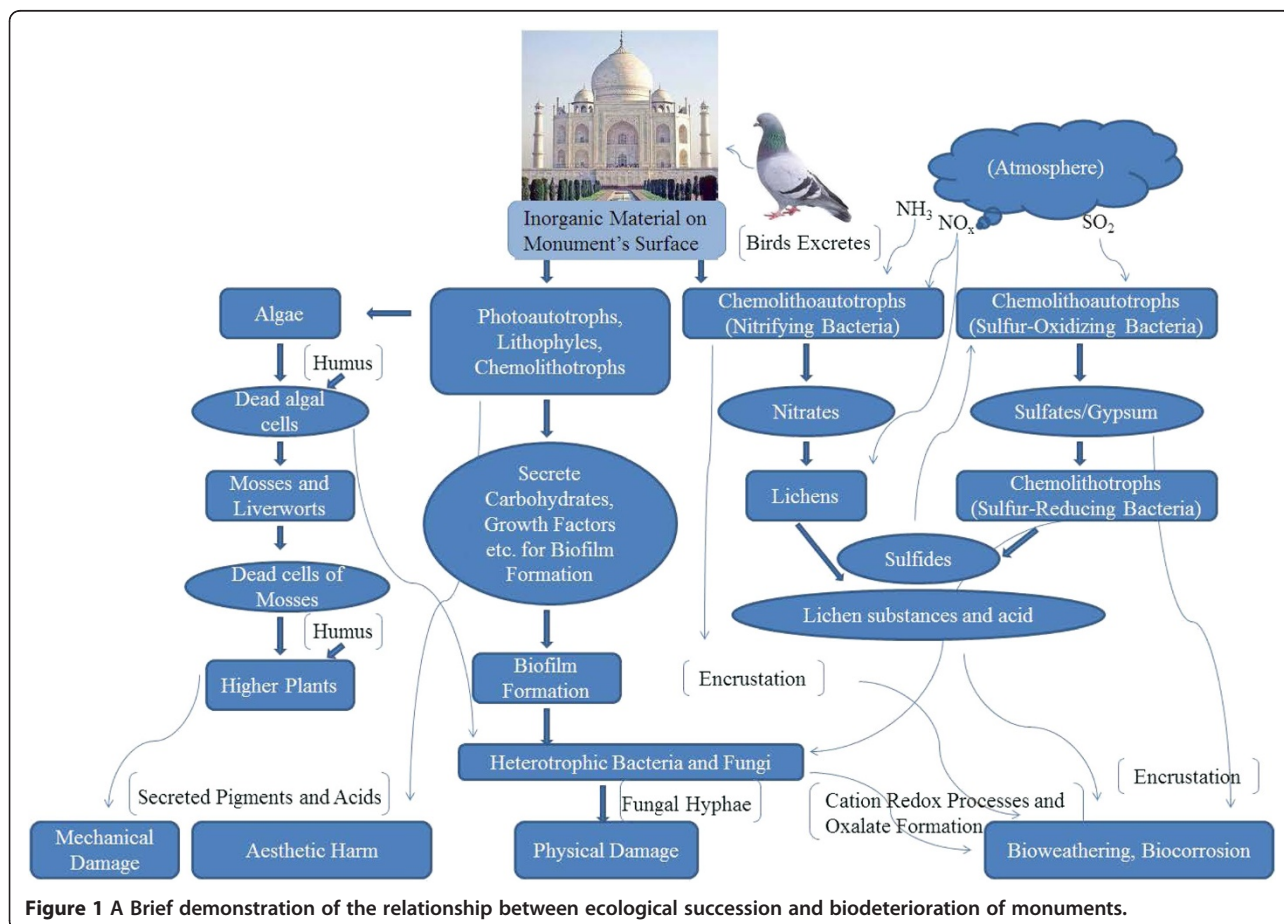 (Atmosphere)
NH3
NOx
SO2
Inorganic Material on
Monument's Surface
Birds Excretes
Algae
Photoautotrophs,
Lithophyles,
Chemolithotrophs
Chemolithoautotrophs
(Nitrifying Bacteria)
Chemolithoautotrophs
(Sulfur-Oxidizing Bacteria)
Humus
Dead algal
cells
Nitrates
Sulfates/Gypsum
Mosses and
Liverworts
Secrete
Carbohydrates,
Growth Factors
etc. for Biofilm
Formation
Lichens
Chemolithotrophs
(Sulfur-Reducing Bacteria)
Sulfides
Dead cells of
Mosses
Lichen substances and acid
Humus
Higher Plants
Biofilm
Formation
Encrustation
Heterotrophic Bacteria and Fungi
Encrustation
Secreted Pigments and Acids
Fungal Hyphae
Cation Redox Processes and
Oxalate Formation
Mechanical
Damage
Aesthetic Harm
Physical Damage
Bioweathering, Biocorrosion
Figure 1 A Brief demonstration of the relationship between ecological succession and biodeterioration of monuments.